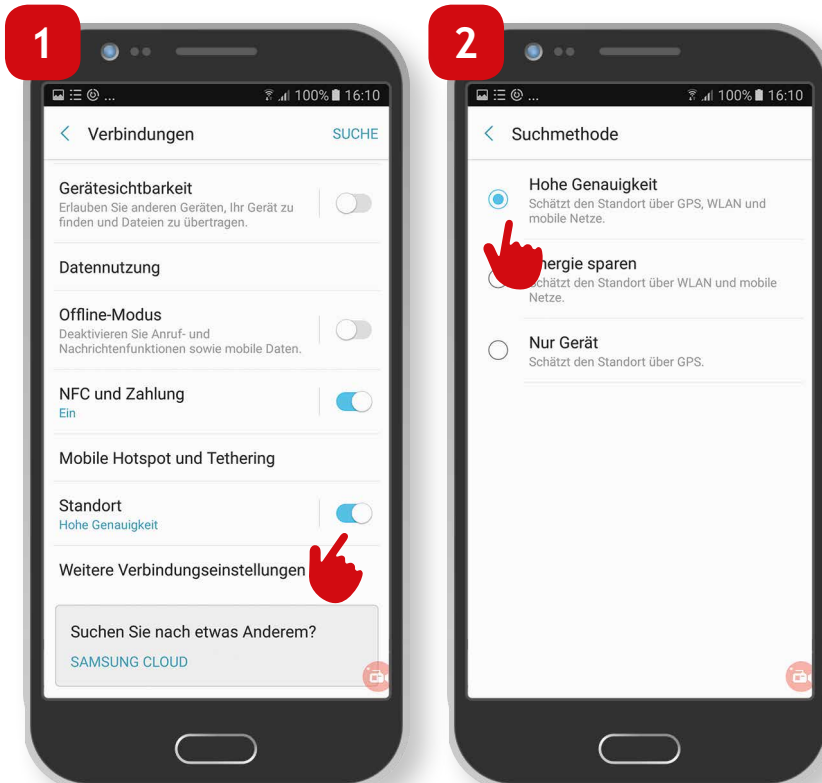 1
... 100% 16:10
Verbindungen SUCHE
Gerätesichtbarkeit
Erlauben Sie anderen Geräten, Ihr Gerät zu
finden und Dateien zu übertragen.
Datennutzung
Offline-Modus
Deaktivieren Sie Anruf- und
Nachrichtenfunktionen sowie mobile Daten.
NFC und Zahlung
Ein
Mobile Hotspot und Tethering
Standort
Hohe Genauigkeit
Weitere Verbindungseinstellungen
Suchen Sie nach etwas Anderem?
SAMSUNG CLOUD
2
... 100% 16:10
Suchmethode
Hohe Genauigkeit
Schätzt den Standort über GPS, WLAN und
mobile Netze.
nergie sparen
chätzt den Standort über WLAN und mobile
Netze.
Nur Gerät
Schätzt den Standort über GPS.